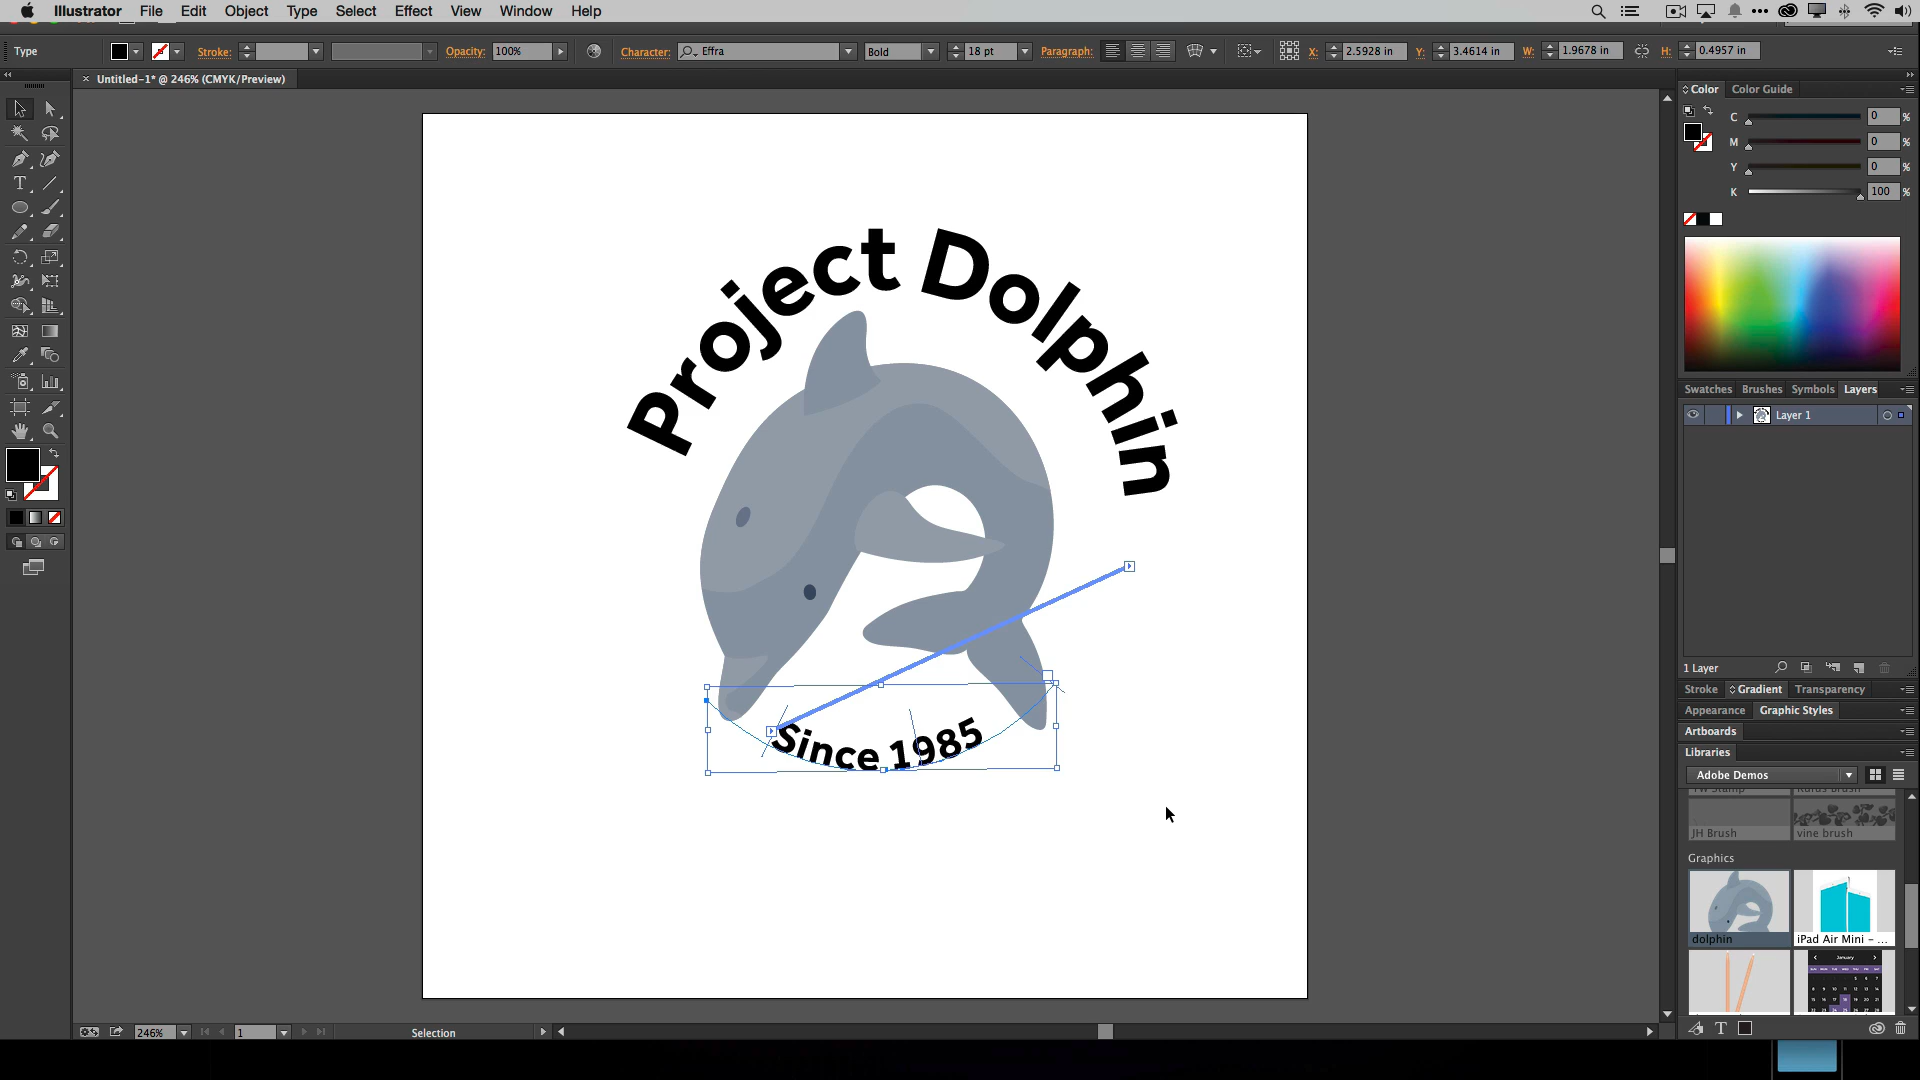 Illustrator File Edit Object Type Select Effect View Window Help
Type Stroke: Opacity: 100% Character: Effra Bold 18 pt Paragraph: X: 2.5928 in Y: 3.4614 in W: 1.9678 in H: 0.4957 in
Untitled-1* @ 246% (CMYK/Preview)
Color Color Guide
C 0 %
M 0 %
Y 0 %
K 100 %
Project Dolphin
Since 1985
Swatches Brushes Symbols Layers
Layer 1
1 Layer
Stroke Gradient Transparency
Appearance Graphic Styles
Artboards
Libraries
Adobe Demos
JH Brush vine brush
Graphics
dolphin iPad Air Mini – ...
January
246% 1 Selection